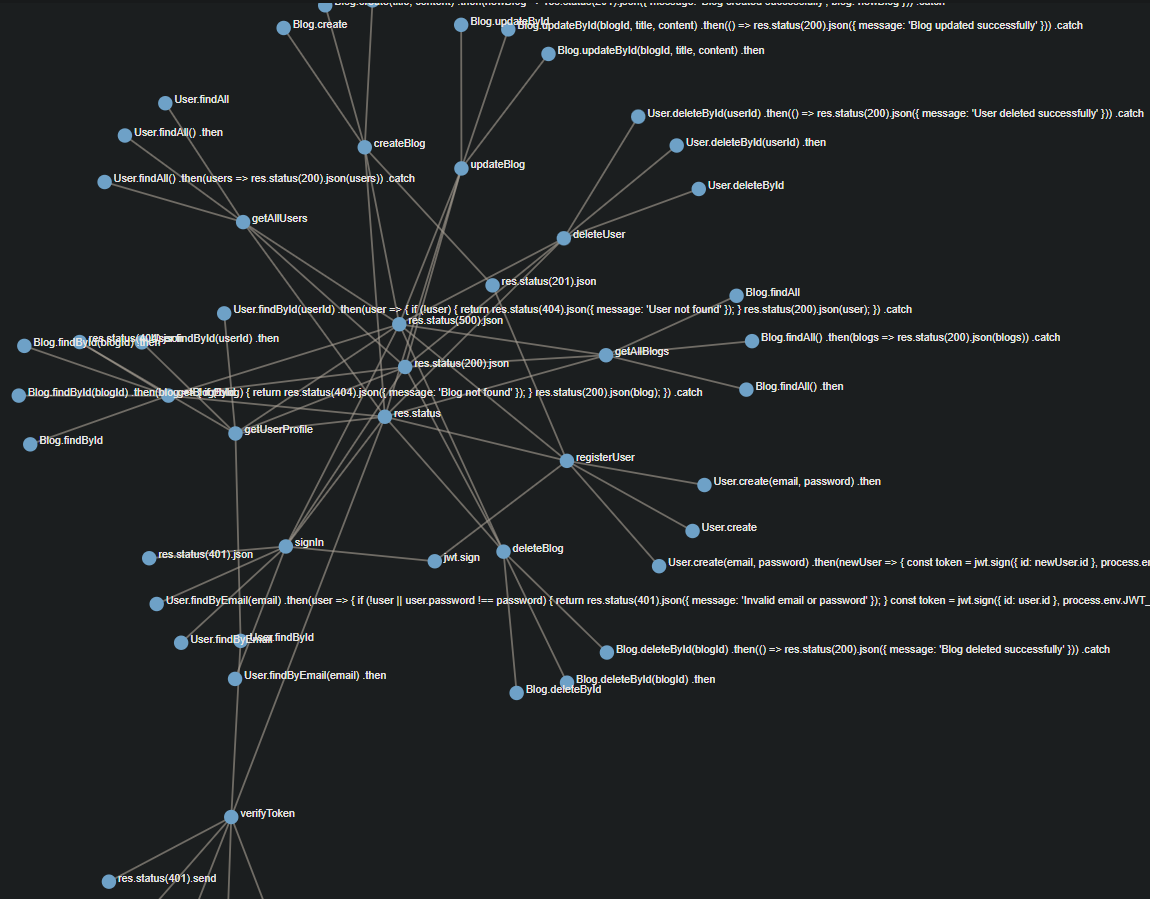 Blog.create(title, content) .then(newBlog => res.status(201).json({ message: 'Blog created successfully', blog: newBlog })) .catch
Blog.create
Blog.updateById
Blog.updateById(blogId, title, content) .then(() => res.status(200).json({ message: 'Blog updated successfully' })) .catch
Blog.updateById(blogId, title, content) .then
User.findAll
User.deleteById(userId) .then(() => res.status(200).json({ message: 'User deleted successfully' })) .catch
User.findAll() .then
createBlog
User.deleteById(userId) .then
updateBlog
User.findAll() .then(users => res.status(200).json(users)) .catch
User.deleteById
getAllUsers
deleteUser
res.status(201).json
Blog.findAll
User.findById(userId) .then(user => { if (!user) { return res.status(404).json({ message: 'User not found' }); } res.status(200).json(user); }) .catch
res.status(500).json
Blog.findById(blogId) .then
res.status(404).json
User.findById(userId) .then
Blog.findAll() .then(blogs => res.status(200).json(blogs)) .catch
getAllBlogs
res.status(200).json
Blog.findAll() .then
Blog.findById(blogId) .then(blog => { if (!blog) { return res.status(404).json({ message: 'Blog not found' }); } res.status(200).json(blog); }) .catch
res.status
getUserProfile
Blog.findById
registerUser
User.create(email, password) .then
User.create
signIn
deleteBlog
res.status(401).json
jwt.sign
User.create(email, password) .then(newUser => { const token = jwt.sign({ id: newUser.id }, process.en
User.findByEmail(email) .then(user => { if (!user || user.password !== password) { return res.status(401).json({ message: 'Invalid email or password' }); } const token = jwt.sign({ id: user.id }, process.env.JWT_
User.findByEmail
User.findById
Blog.deleteById(blogId) .then(() => res.status(200).json({ message: 'Blog deleted successfully' })) .catch
User.findByEmail(email) .then
Blog.deleteById(blogId) .then
Blog.deleteById
verifyToken
res.status(401).send